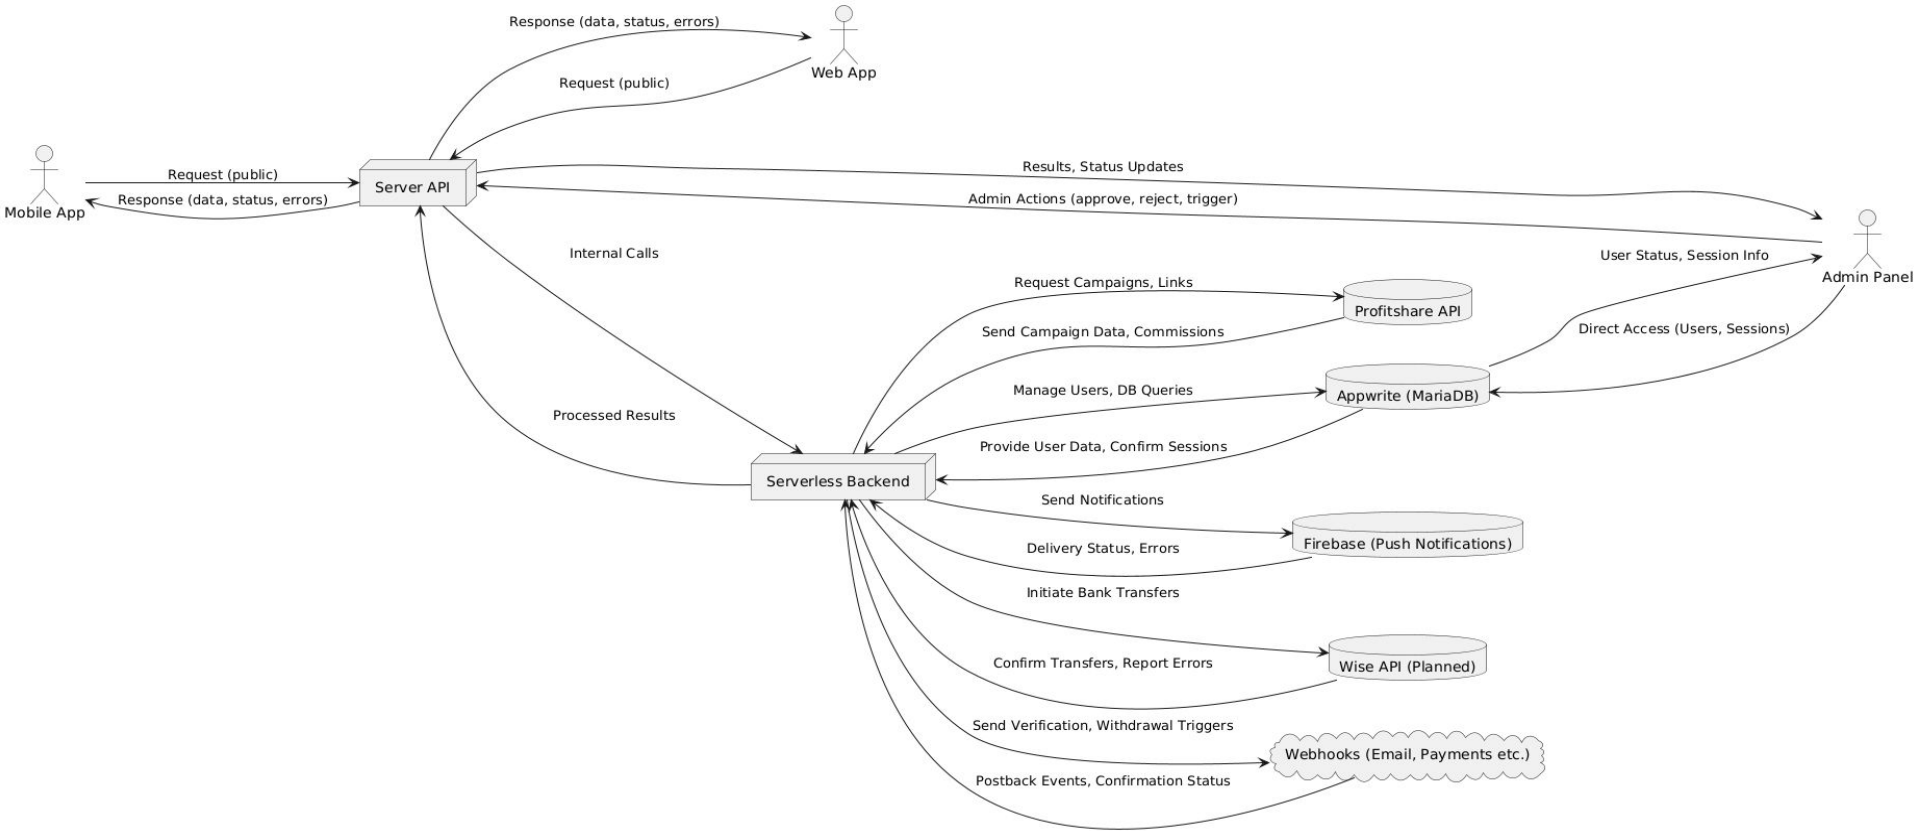 Response (data, status, errors)
Web App
Request (public)
Mobile App
Request (public)
Response (data, status, errors)
Server API
Results, Status Updates
Admin Actions (approve, reject, trigger)
Admin Panel
User Status, Session Info
Direct Access (Users, Sessions)
Internal Calls
Processed Results
Request Campaigns, Links
Profitshare API
Send Campaign Data, Commissions
Manage Users, DB Queries
Appwrite (MariaDB)
Provide User Data, Confirm Sessions
Serverless Backend
Send Notifications
Firebase (Push Notifications)
Delivery Status, Errors
Initiate Bank Transfers
Wise API (Planned)
Confirm Transfers, Report Errors
Send Verification, Withdrawal Triggers
Webhooks (Email, Payments etc.)
Postback Events, Confirmation Status